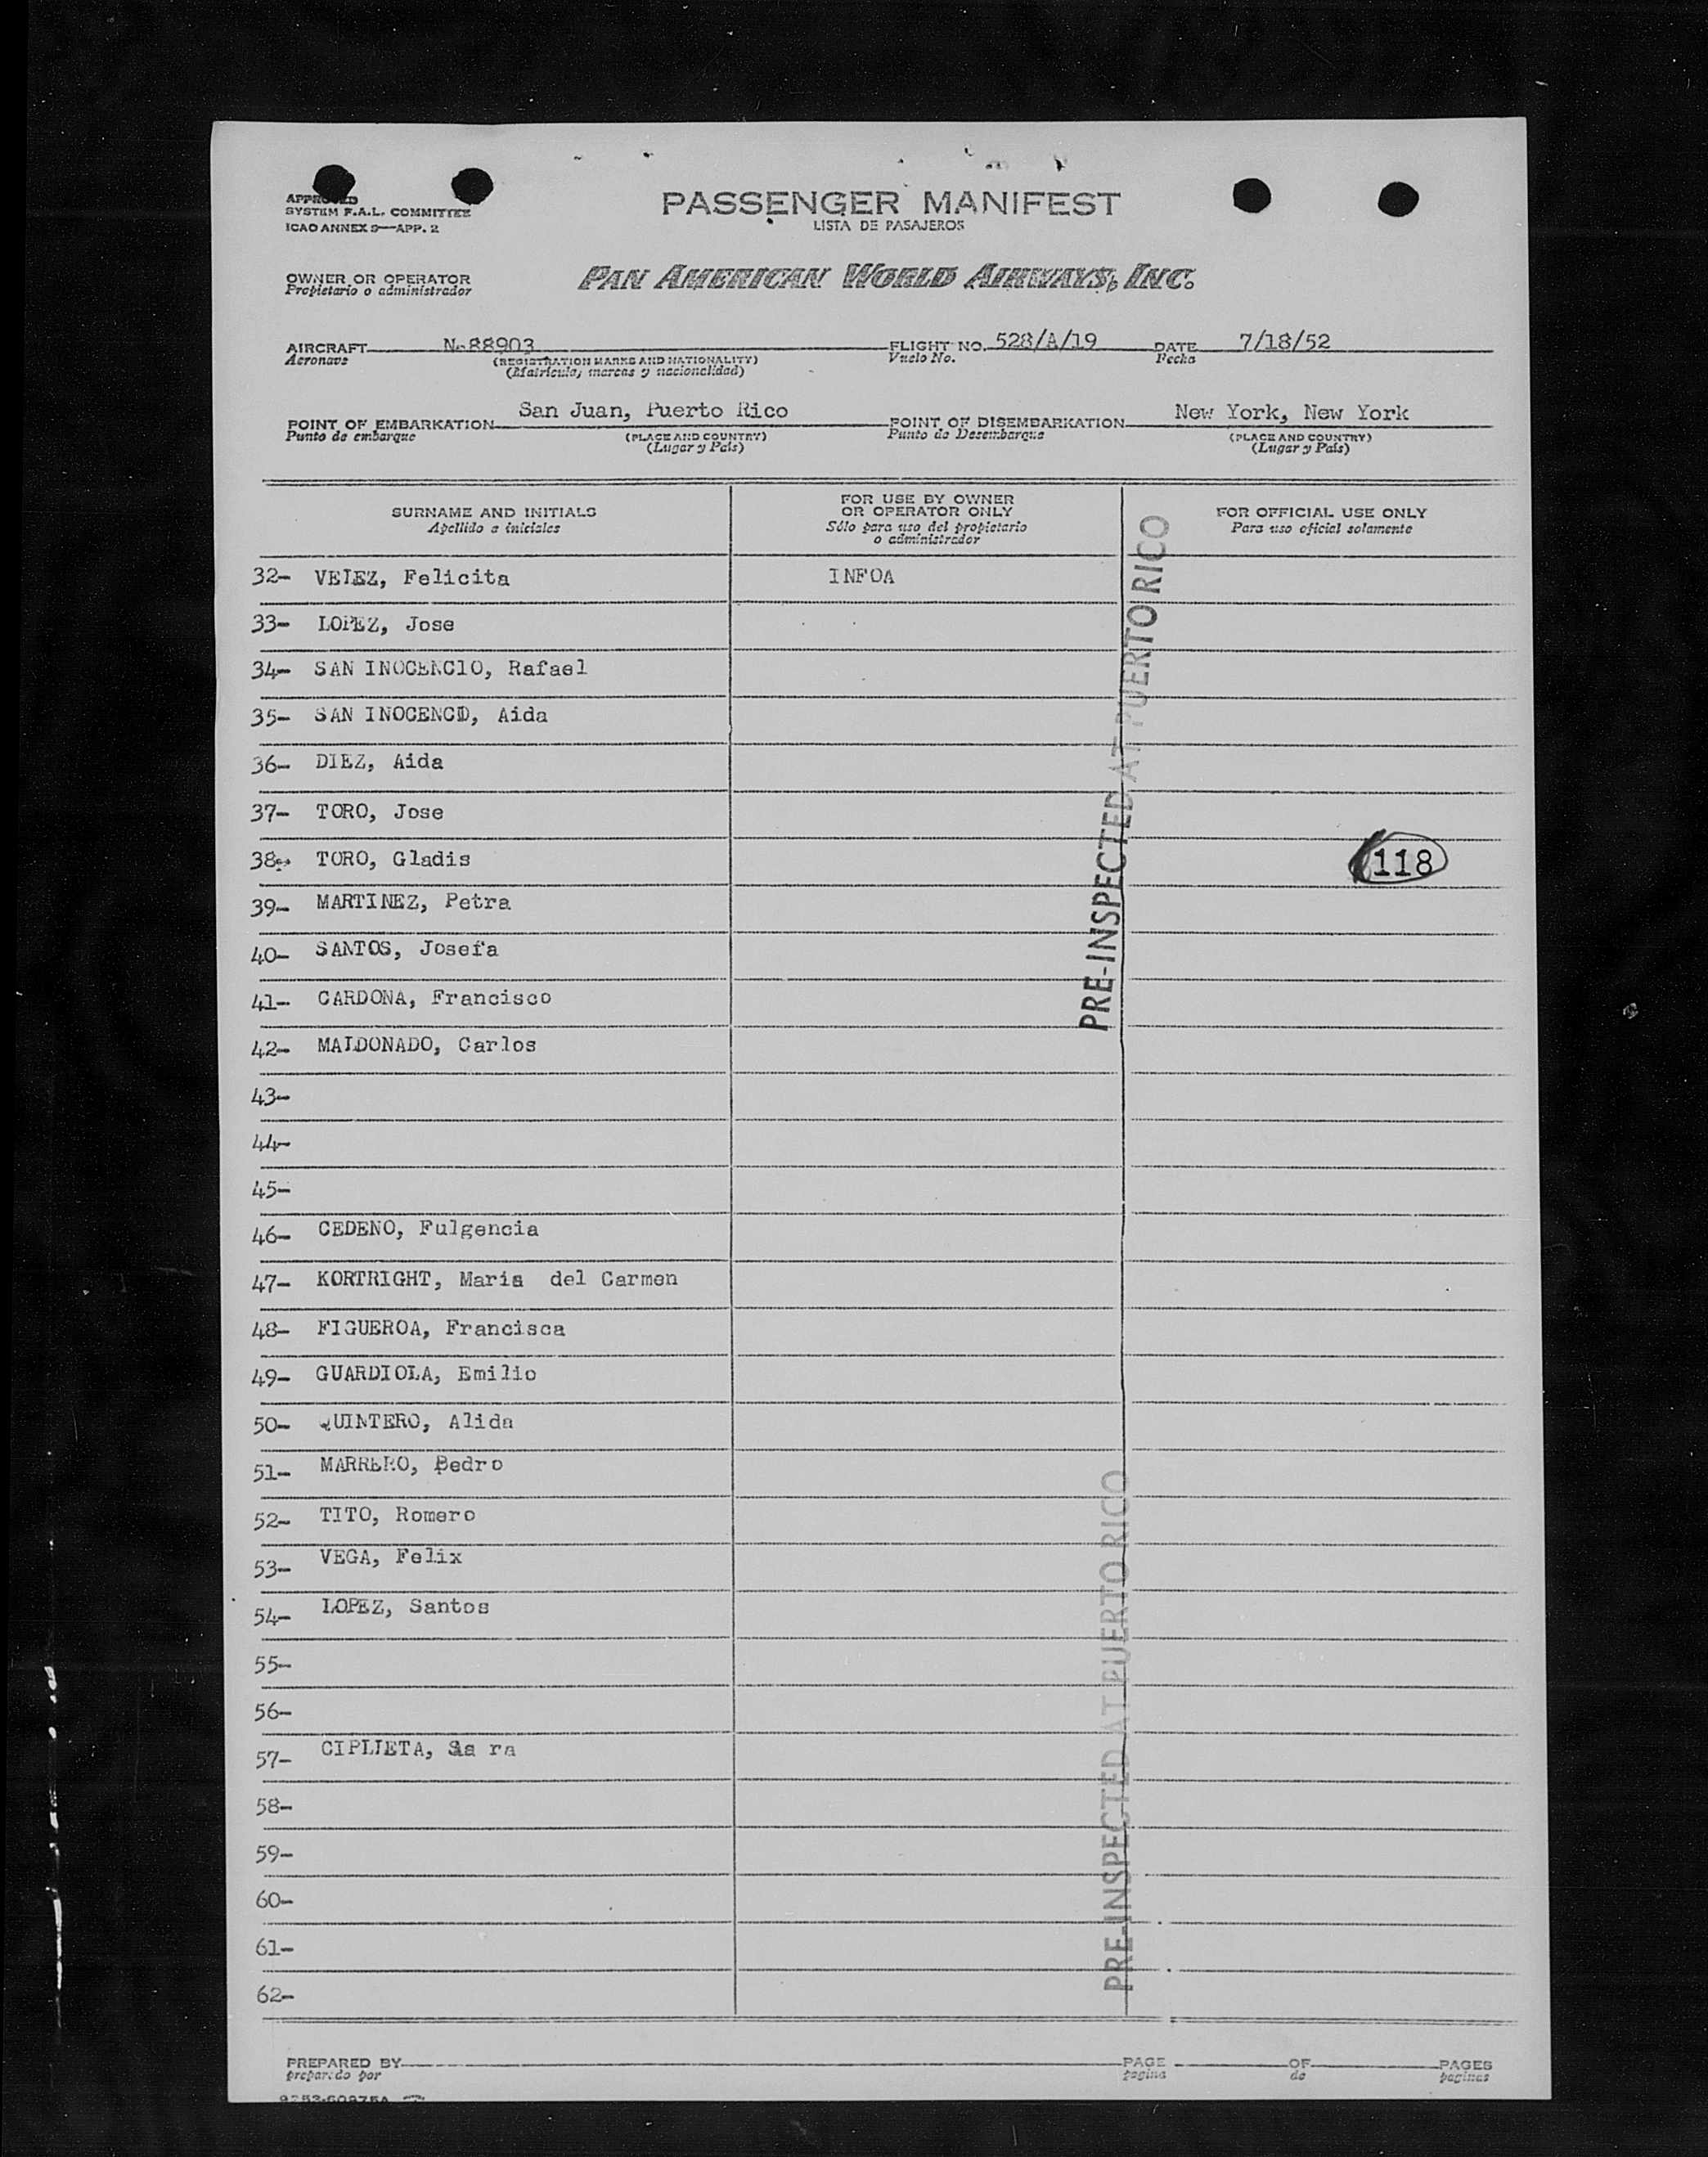 APPROVED
SYSTEM F.A.L. COMMITTEE
ICAO ANNEX 9—APP. 2
PASSENGER MANIFEST
LISTA DE PASAJEROS
OWNER OR OPERATOR
Propietario o administrador
PAN AMERICAN WORLD AIRWAYS, INC.
AIRCRAFT N-88903 FLIGHT NO. 528/A/19 DATE 7/18/52
Aeronave (REGISTRATION MARKS AND NATIONALITY) Vuelo No. Fecha
(Matrícula, marcas y nacionalidad)
POINT OF EMBARKATION San Juan, Puerto Rico POINT OF DISEMBARKATION New York, New York
Punto de embarque (PLACE AND COUNTRY) Punto de Desembarque (PLACE AND COUNTRY)
(Lugar y País) (Lugar y País)
SURNAME AND INITIALS
Apellido e iniciales
FOR USE BY OWNER
OR OPERATOR ONLY
Sólo para uso del propietario
o administrador
FOR OFFICIAL USE ONLY
Para uso oficial solamente
32- VELEZ, Felicita INFOA
33- LOPEZ, Jose
34- SAN INOCENCIO, Rafael
35- SAN INOCENCIO, Aida
36- DIEZ, Aida
37- TORO, Jose
38- TORO, Gladis 118
39- MARTINEZ, Petra
40- SANTOS, Josefa
41- CARDONA, Francisco
42- MALDONADO, Carlos
43-
44-
45-
46- CEDENO, Fulgencia
47- KORTRIGHT, Maria del Carmen
48- FIGUEROA, Francisca
49- GUARDIOLA, Emilio
50- QUINTERO, Alida
51- MARRERO, Pedro
52- TITO, Romero
53- VEGA, Felix
54- LOPEZ, Santos
55-
56-
57- Sa ra
58-
59-
60-
61-
62-
PRE-INSPECTED AT PUERTO RICO
PRE-INSPECTED AT PUERTO RICO
PREPARED BY PAGE OF PAGES
preparado por pagina de paginas